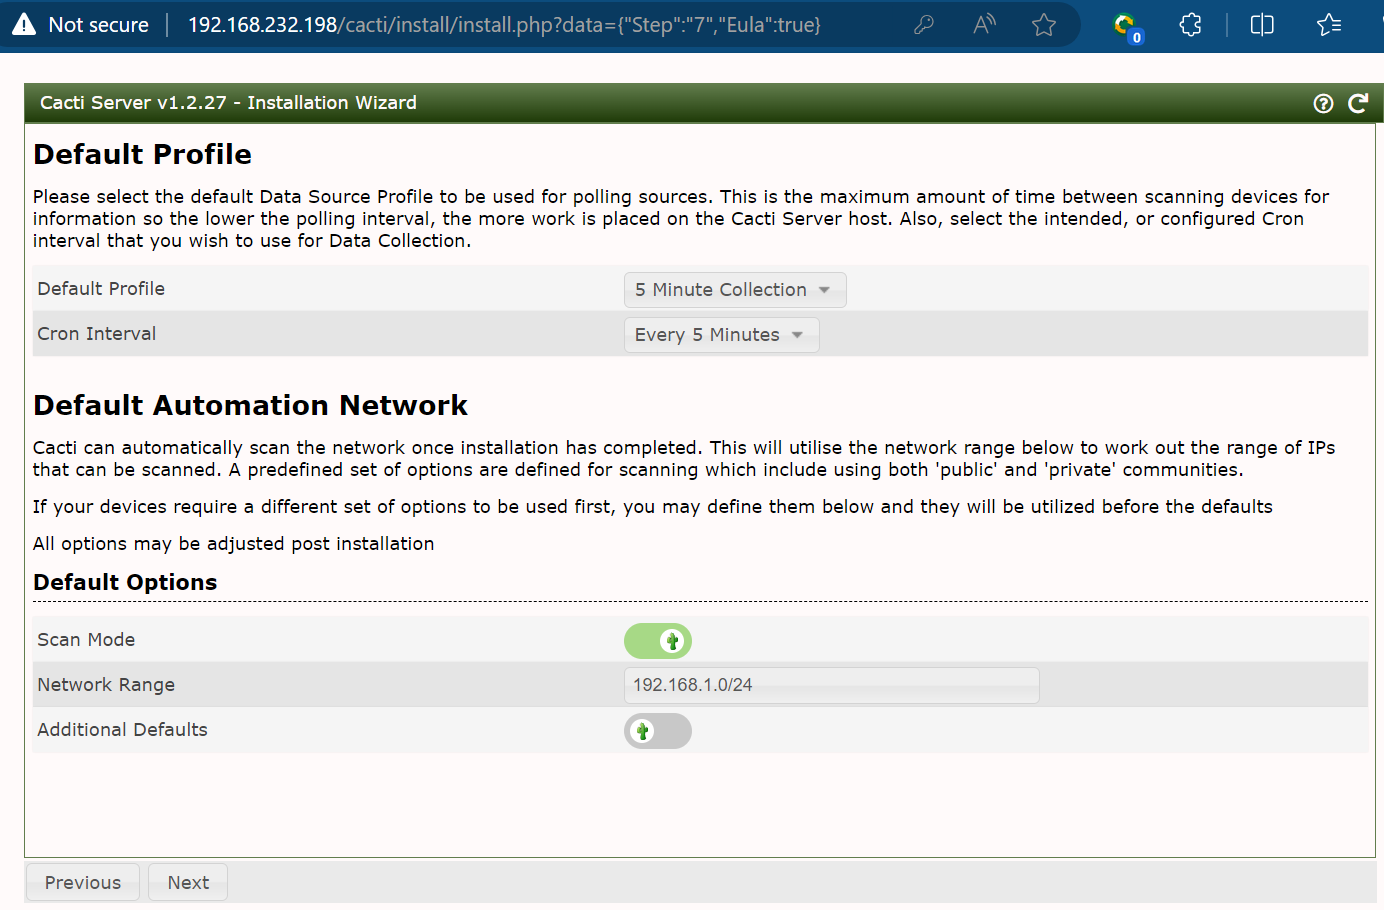 Not secure
192.168.232.198/cacti/install/install.php?data={"Step":"7","Eula":true}
0
Cacti Server v1.2.27 - Installation Wizard
Default Profile
Please select the default Data Source Profile to be used for polling sources. This is the maximum amount of time between scanning devices for
information so the lower the polling interval, the more work is placed on the Cacti Server host. Also, select the intended, or configured Cron
interval that you wish to use for Data Collection.
Default Profile
5 Minute Collection
Cron Interval
Every 5 Minutes
Default Automation Network
Cacti can automatically scan the network once installation has completed. This will utilise the network range below to work out the range of IPs
that can be scanned. A predefined set of options are defined for scanning which include using both 'public' and 'private' communities.
If your devices require a different set of options to be used first, you may define them below and they will be utilized before the defaults
All options may be adjusted post installation
Default Options
Scan Mode
Network Range
192.168.1.0/24
Additional Defaults
Previous
Next